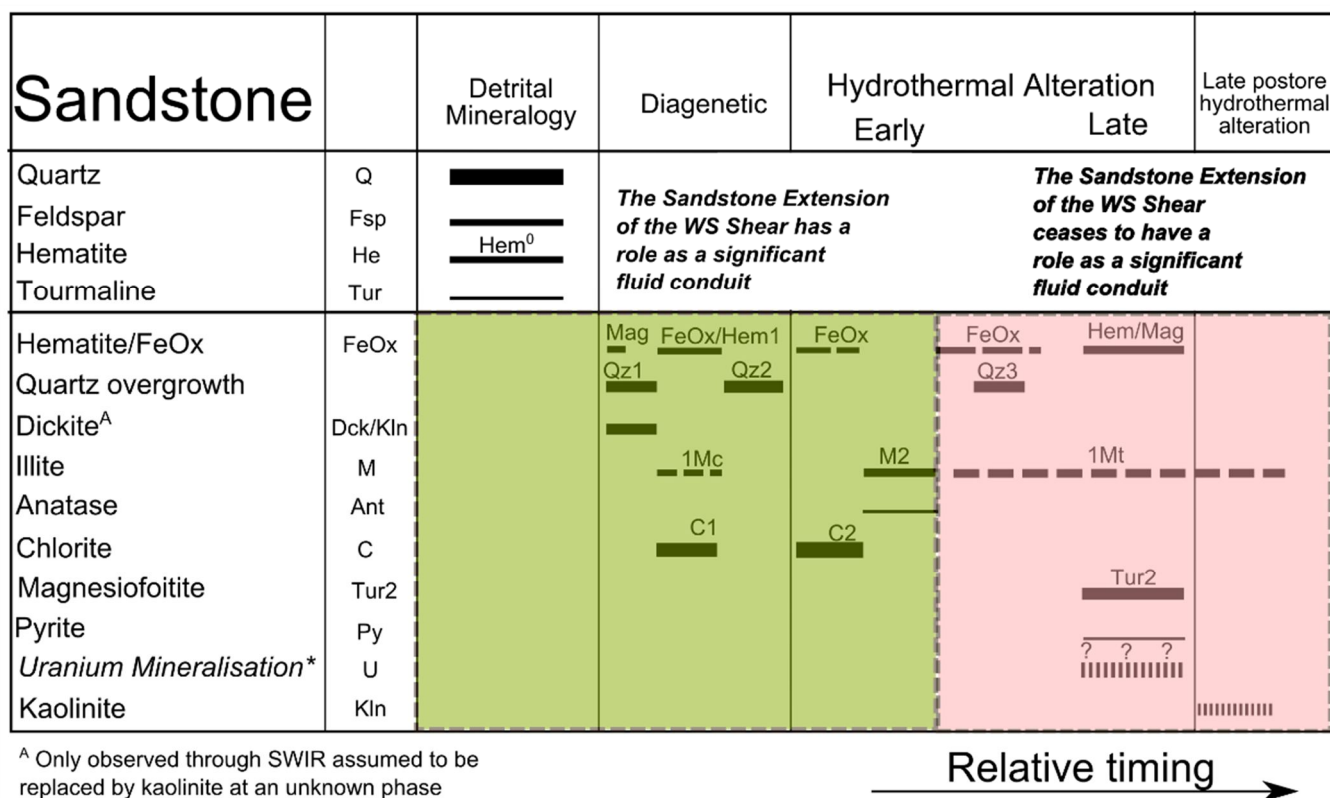 Sandstone
Detrital
Mineralogy
Diagenetic
Hydrothermal Alteration
Early
Late
Late postore
hydrothermal
alteration
Quartz Q
Feldspar Fsp
Hematite He Hem⁰
Tourmaline Tur
The Sandstone Extension
of the WS Shear has a
role as a significant
fluid conduit
The Sandstone Extension
of the WS Shear
ceases to have a
role as a significant
fluid conduit
Hematite/FeOx FeOx Mag FeOx/Hem1 FeOx FeOx Hem/Mag
Quartz overgrowth Qz1 Qz2 Qz3
Dickiteᴬ Dck/Kln
Illite M 1Mc M2 1Mt
Anatase Ant
Chlorite C C1 C2
Magnesiofoitite Tur2 Tur2
Pyrite Py
Uranium Mineralisation* U ? ? ?
Kaolinite Kln
ᴬ Only observed through SWIR assumed to be
replaced by kaolinite at an unknown phase
Relative timing